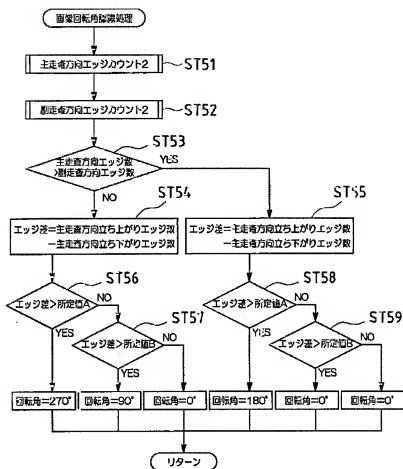 画像回転角認識処理
主走査方向エッジカウント2
ST51
副走査方向エッジカウント2
ST52
ST53
主走査方向エッジ数
>副走査方向エッジ数
YES
NO
ST54
ST55
エッジ差=主走査方向立ち上がりエッジ数
−主走査方向立ち下がりエッジ数
エッジ差=主走査方向立ち上がりエッジ数
−主走査方向立ち下がりエッジ数
ST56
ST58
エッジ差>所定値A
NO
YES
ST57
エッジ差>所定値B
NO
YES
エッジ差>所定値A
NO
YES
ST59
エッジ差>所定値B
NO
YES
回転角=270°
回転角=90°
回転角=0°
回転角=180°
回転角=0°
回転角=0°
リターン